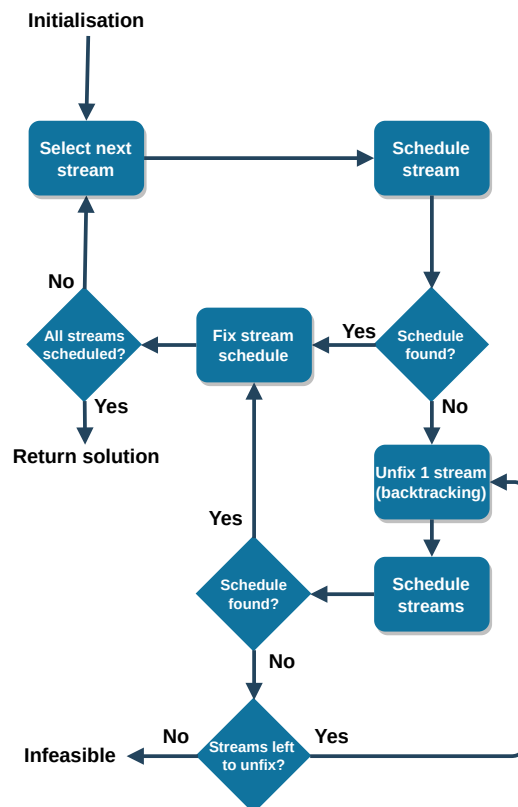 Initialisation
Select next
stream
Schedule
stream
No
All streams
scheduled?
Fix stream
schedule
Yes
Schedule
found?
Yes
No
Return solution
Unfix 1 stream
(backtracking)
Yes
Schedule
found?
Schedule
streams
No
Infeasible
No
Streams left
to unfix?
Yes